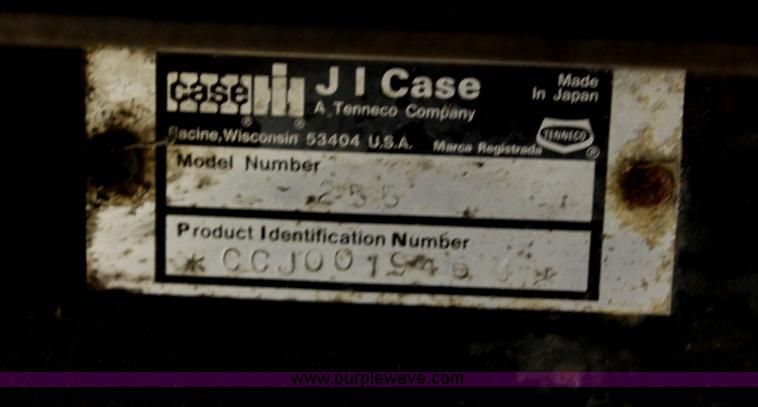 case IH J I Case
A Tenneco Company
Made
In Japan
Racine, Wisconsin 53404 U.S.A. Marca Registrada
TENNECO
®
Model Number
Product Identification Number
www.purplewave.com